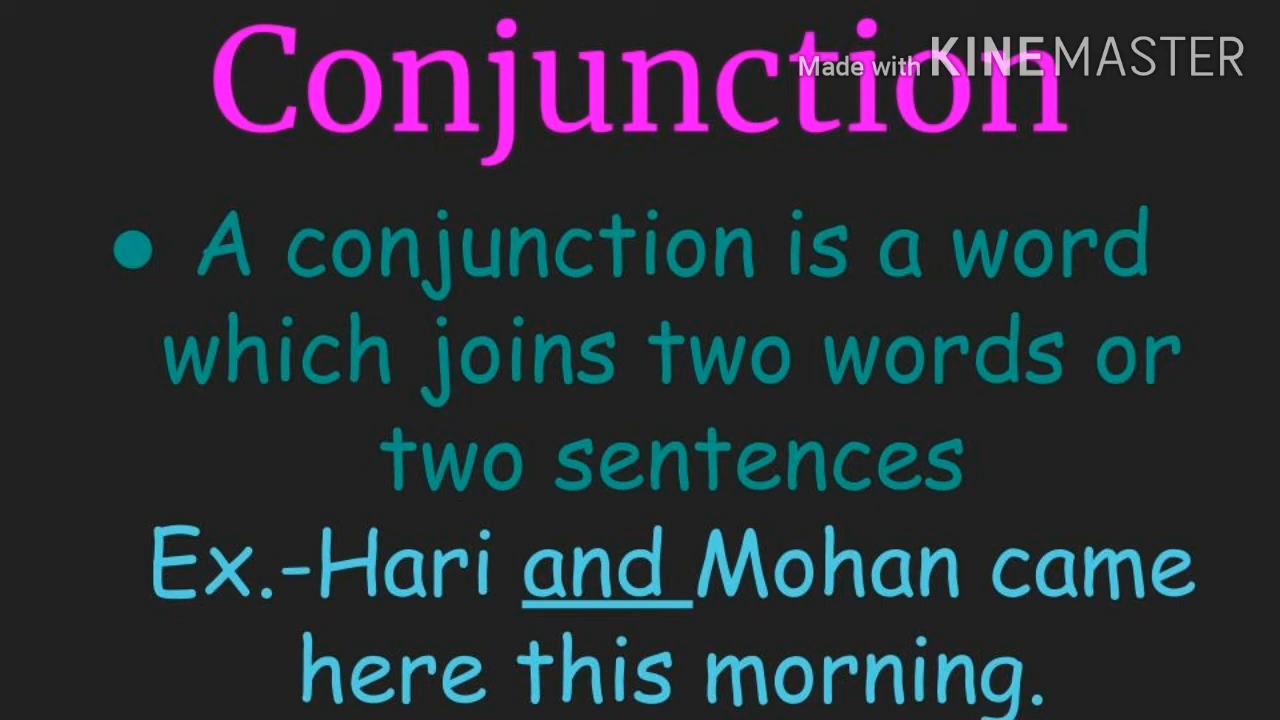 Conjunction
Made with KINEMASTER
● A conjunction is a word
which joins two words or
two sentences
Ex.-Hari and Mohan came
here this morning.